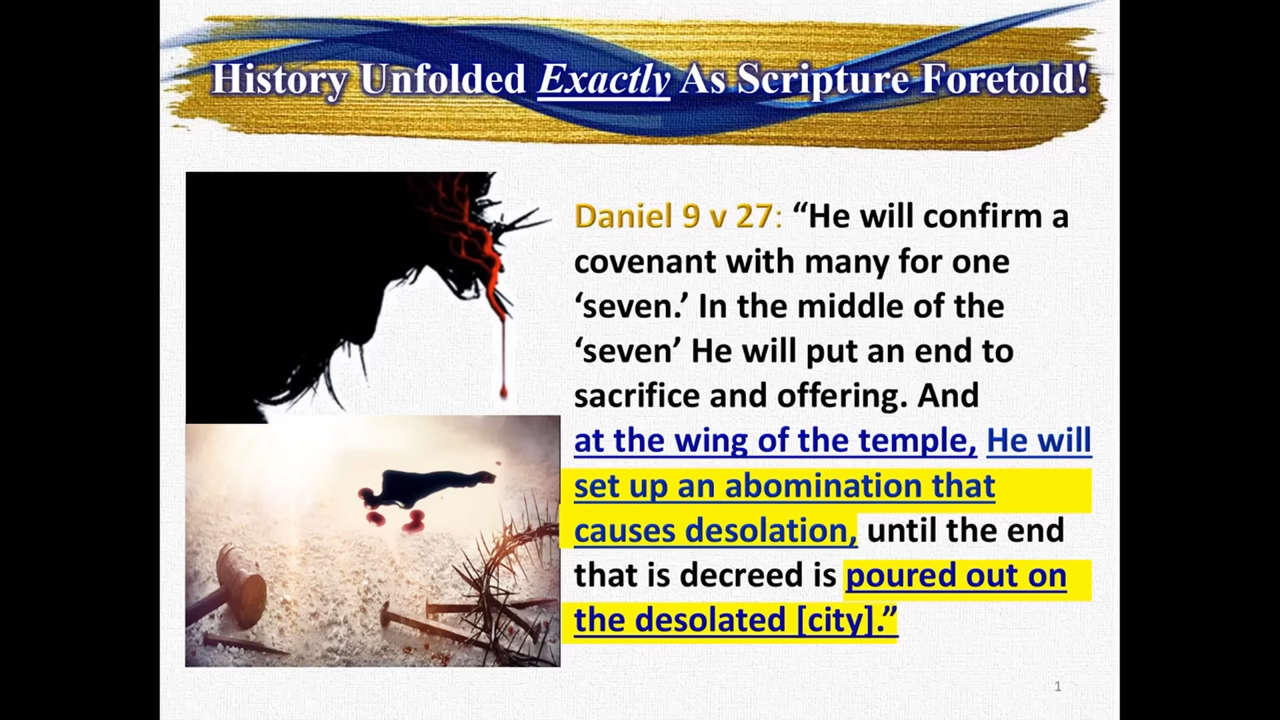 History Unfolded Exactly As Scripture Foretold!
Daniel 9 v 27: “He will confirm a
covenant with many for one
‘seven.’ In the middle of the
‘seven’ He will put an end to
sacrifice and offering. And
at the wing of the temple, He will
set up an abomination that
causes desolation, until the end
that is decreed is poured out on
the desolated [city].”
1